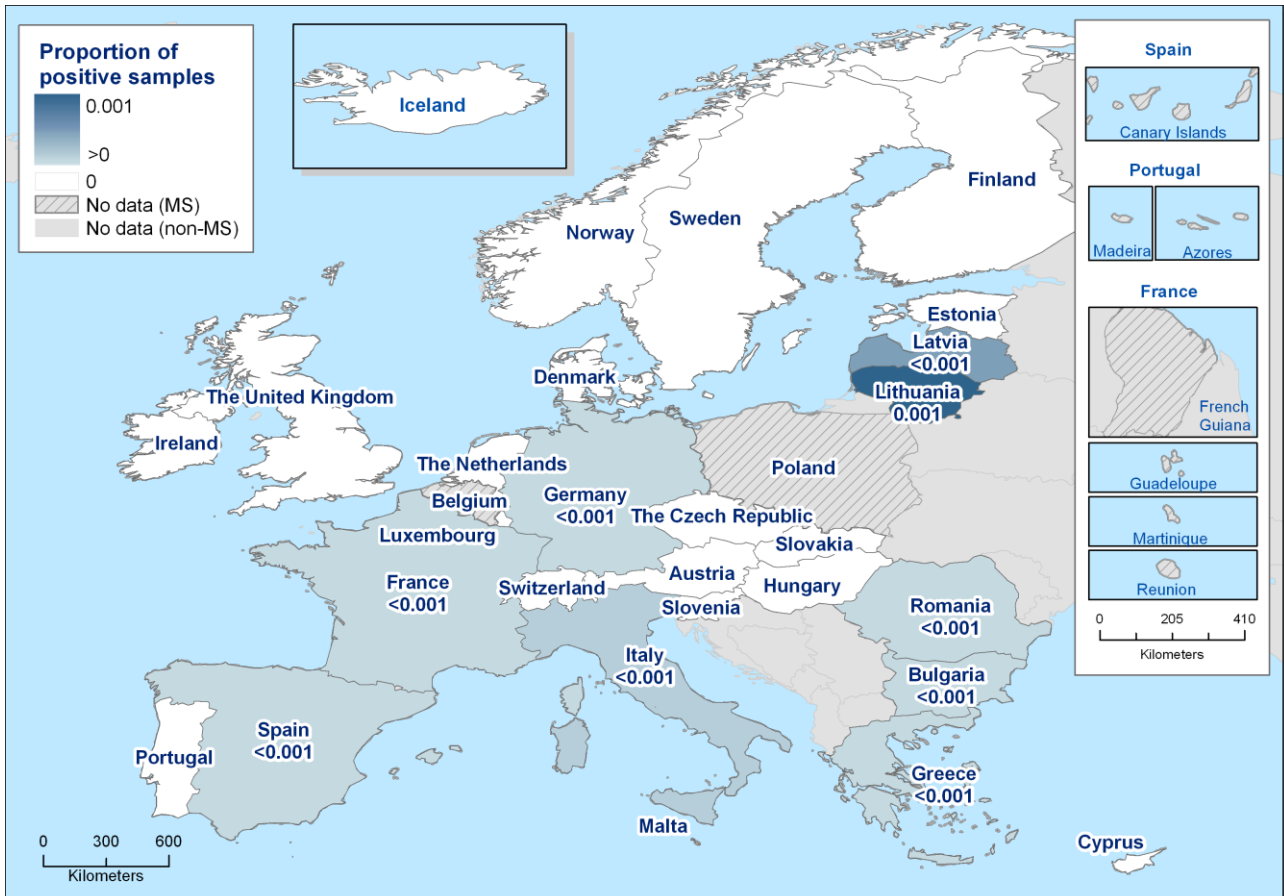 Proportion of
positive samples
0.001
>0
0
No data (MS)
No data (non-MS)
Iceland
Spain
Canary Islands
Portugal
Madeira
Azores
France
French
Guiana
Guadeloupe
Martinique
Reunion
0 205 410
Kilometers
Finland
Sweden
Norway
Estonia
Latvia
<0.001
Lithuania
0.001
Denmark
The United Kingdom
Ireland
The Netherlands
Poland
Belgium
Germany
<0.001
The Czech Republic
Luxembourg
Slovakia
Austria
France
<0.001
Switzerland
Hungary
Slovenia
Romania
<0.001
Italy
<0.001
Bulgaria
<0.001
Spain
<0.001
Portugal
Greece
<0.001
Malta
Cyprus
0 300 600
Kilometers